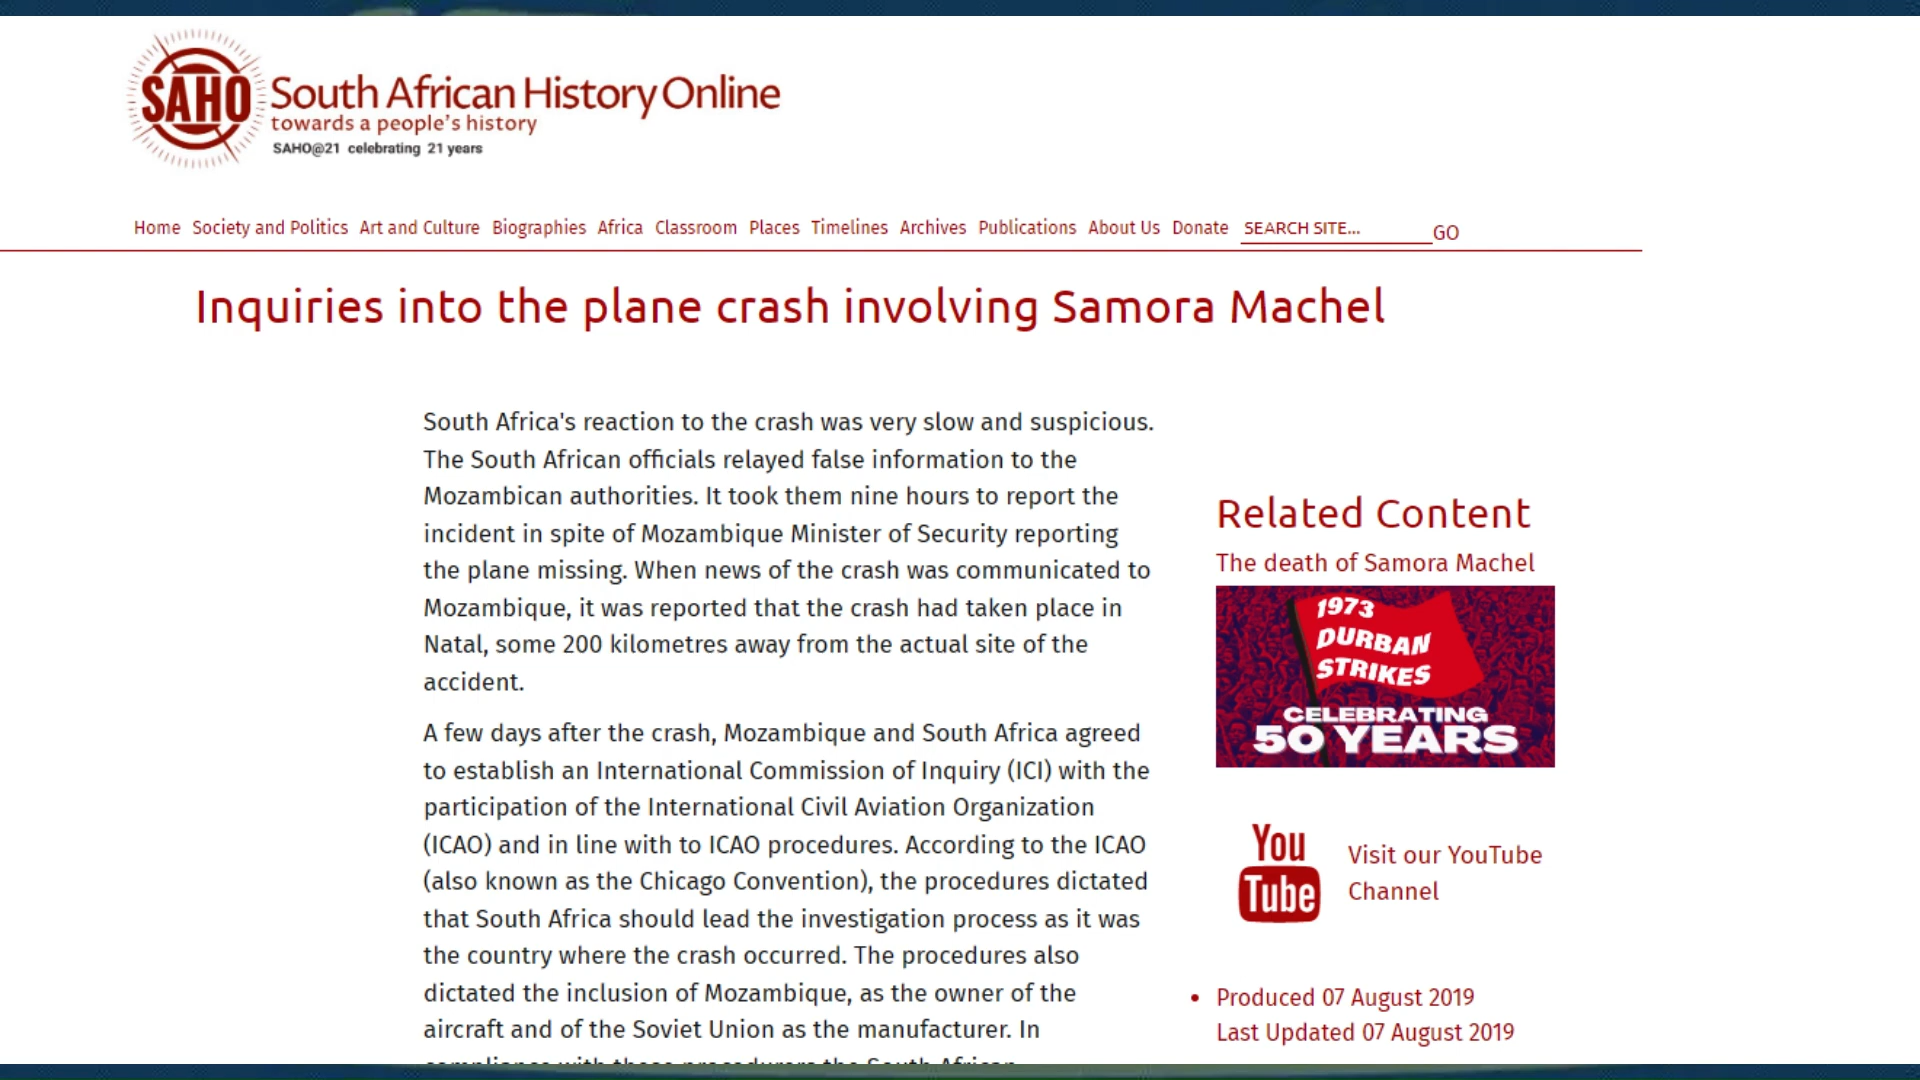 SAHO
South African History Online
towards a people's history
SAHO@21 celebrating 21 years
Home Society and Politics Art and Culture Biographies Africa Classroom Places Timelines Archives Publications About Us Donate SEARCH SITE... GO
Inquiries into the plane crash involving Samora Machel
South Africa's reaction to the crash was very slow and suspicious.
The South African officials relayed false information to the
Mozambican authorities. It took them nine hours to report the
incident in spite of Mozambique Minister of Security reporting
the plane missing. When news of the crash was communicated to
Mozambique, it was reported that the crash had taken place in
Natal, some 200 kilometres away from the actual site of the
accident.
A few days after the crash, Mozambique and South Africa agreed
to establish an International Commission of Inquiry (ICI) with the
participation of the International Civil Aviation Organization
(ICAO) and in line with to ICAO procedures. According to the ICAO
(also known as the Chicago Convention), the procedures dictated
that South Africa should lead the investigation process as it was
the country where the crash occurred. The procedures also
dictated the inclusion of Mozambique, as the owner of the
aircraft and of the Soviet Union as the manufacturer. In
Related Content
The death of Samora Machel
1973
DURBAN
STRIKES
CELEBRATING
50 YEARS
You
Tube
Visit our YouTube
Channel
Produced 07 August 2019
Last Updated 07 August 2019